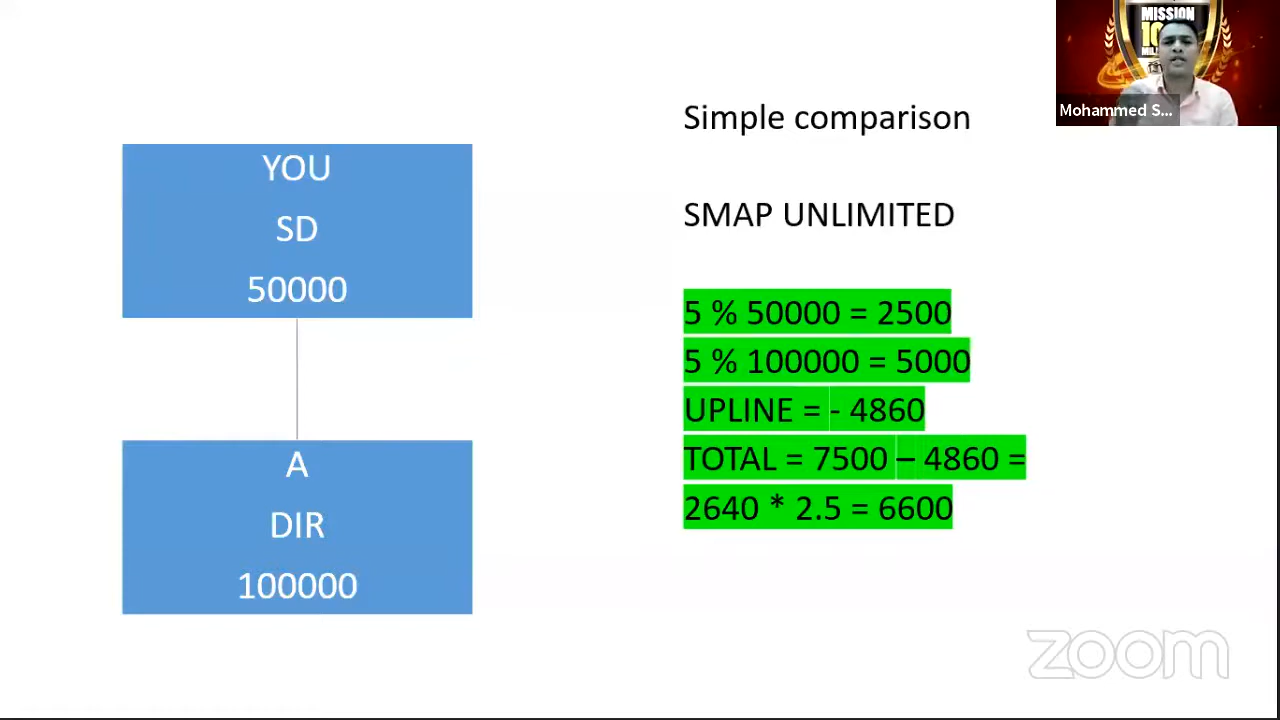 MISSION
Mohammed S...
Simple comparison
SMAP UNLIMITED
YOU
SD
50000
5 % 50000 = 2500
5 % 100000 = 5000
UPLINE = - 4860
TOTAL = 7500 – 4860 =
2640 * 2.5 = 6600
A
DIR
100000
zoom